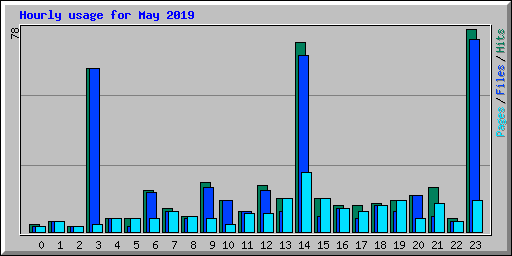 Hourly usage for May 2019
78
Pages / Files / Hits
0 1 2 3 4 5 6 7 8 9 10 11 12 13 14 15 16 17 18 19 20 21 22 23